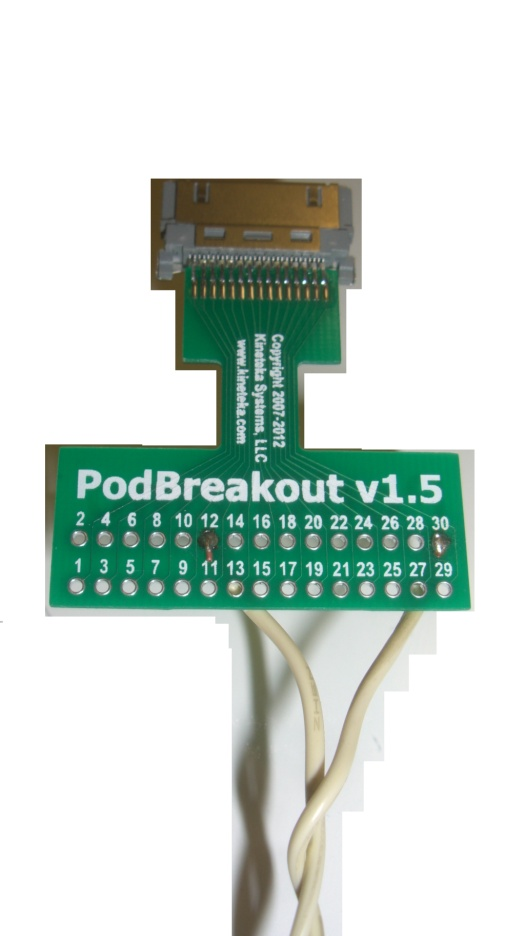 Copyright 2007-2012
Kineteka Systems, LLC
www.kineteka.com
PodBreakout v1.5
2 4 6 8 10 12 14 16 18 20 22 24 26 28 30
1 3 5 7 9 11 13 15 17 19 21 23 25 27 29